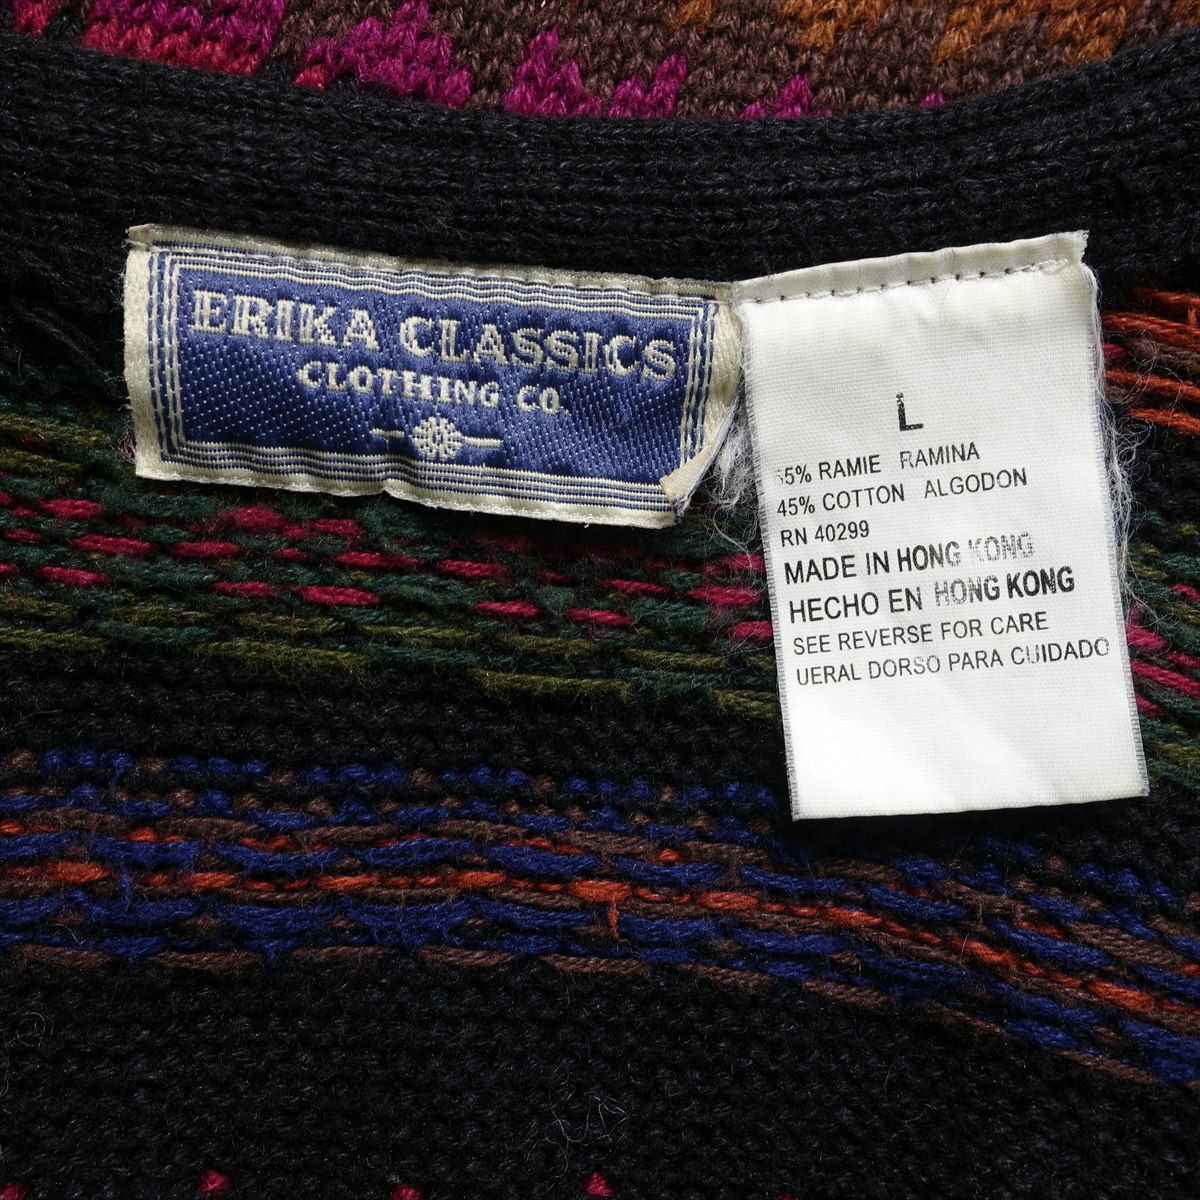 ERIKA CLASSICS
CLOTHING CO.
L
55% RAMIE RAMINA
45% COTTON ALGODON
RN 40299
MADE IN HONG KONG
HECHO EN HONG KONG
SEE REVERSE FOR CARE
UERAL DORSO PARA CUIDADO